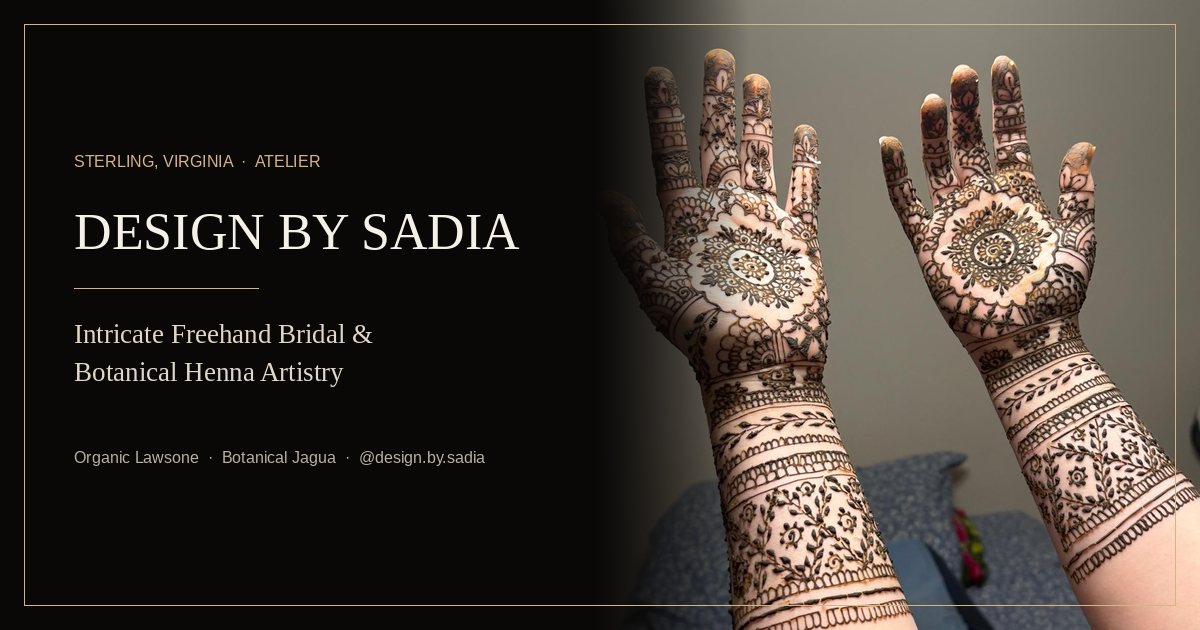 STERLING, VIRGINIA · ATELIER
DESIGN BY SADIA
Intricate Freehand Bridal &
Botanical Henna Artistry
Organic Lawsone · Botanical Jagua · @design.by.sadia